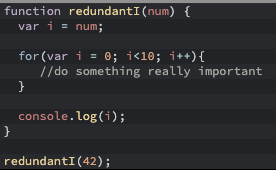 function redundantI(num) {
  var i = num;

  for(var i = 0; i<10; i++){
    //do something really important
  }

  console.log(i);
}

redundantI(42);